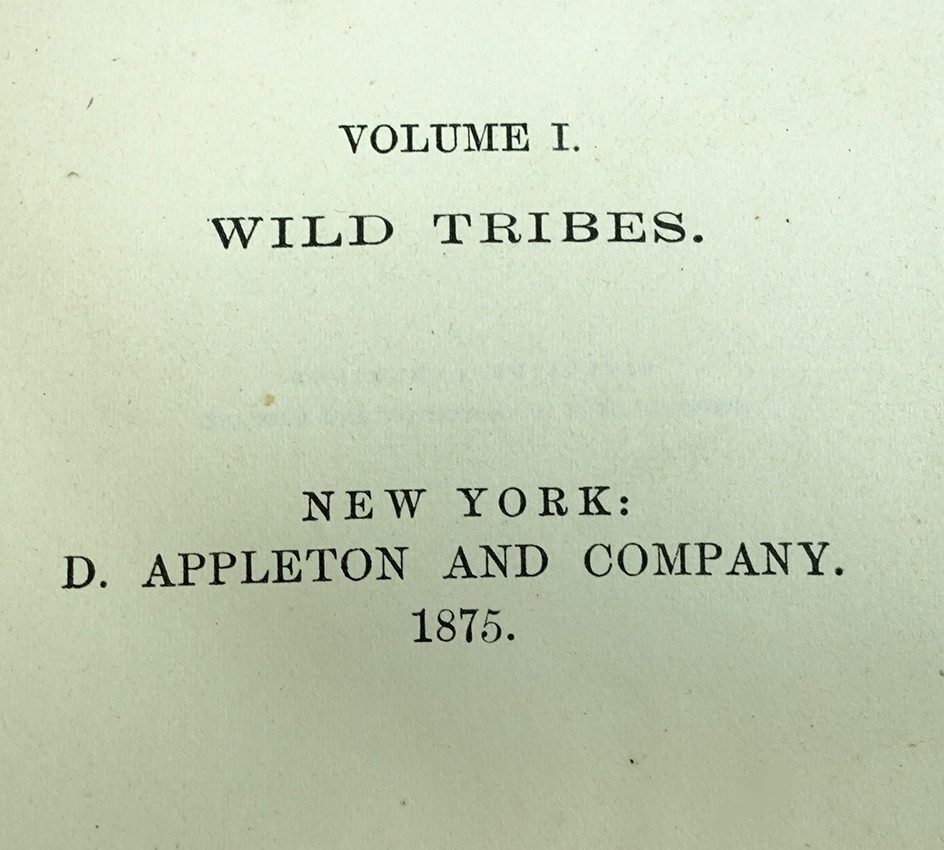 VOLUME I.
WILD TRIBES.
NEW YORK:
D. APPLETON AND COMPANY.
1875.